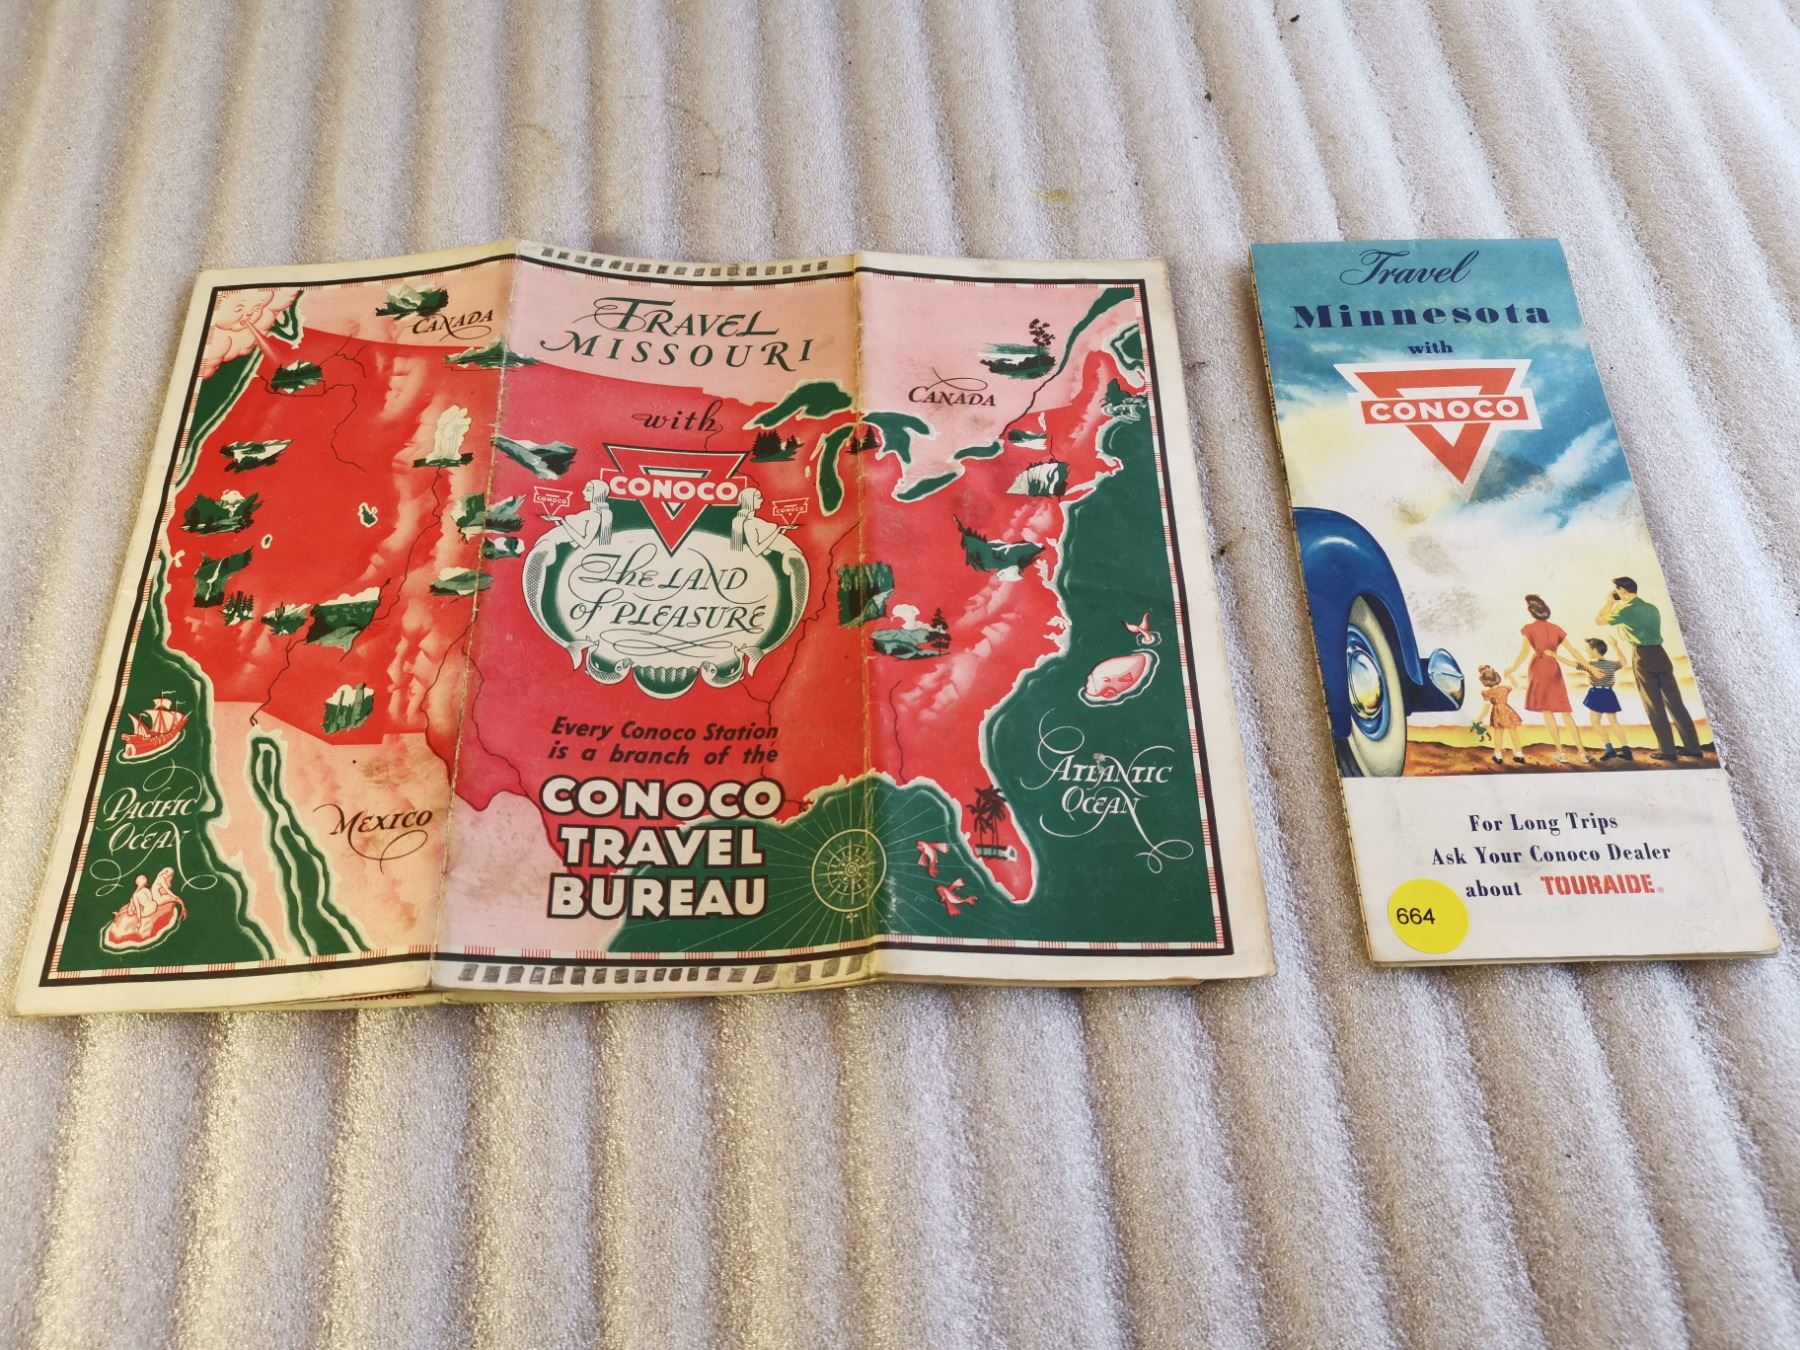 CANADA
TRAVEL
MISSOURI
with
CONOCO
CONOCO
CONOCO
The LAND
of PLEASURE
Every Conoco Station
is a branch of the
CONOCO
TRAVEL
BUREAU
CANADA
PACIFIC
OCEAN
MEXICO
ATLANTIC
OCEAN
Travel
Minnesota
with
CONOCO
For Long Trips
Ask Your Conoco Dealer
about TOURAIDE®
664